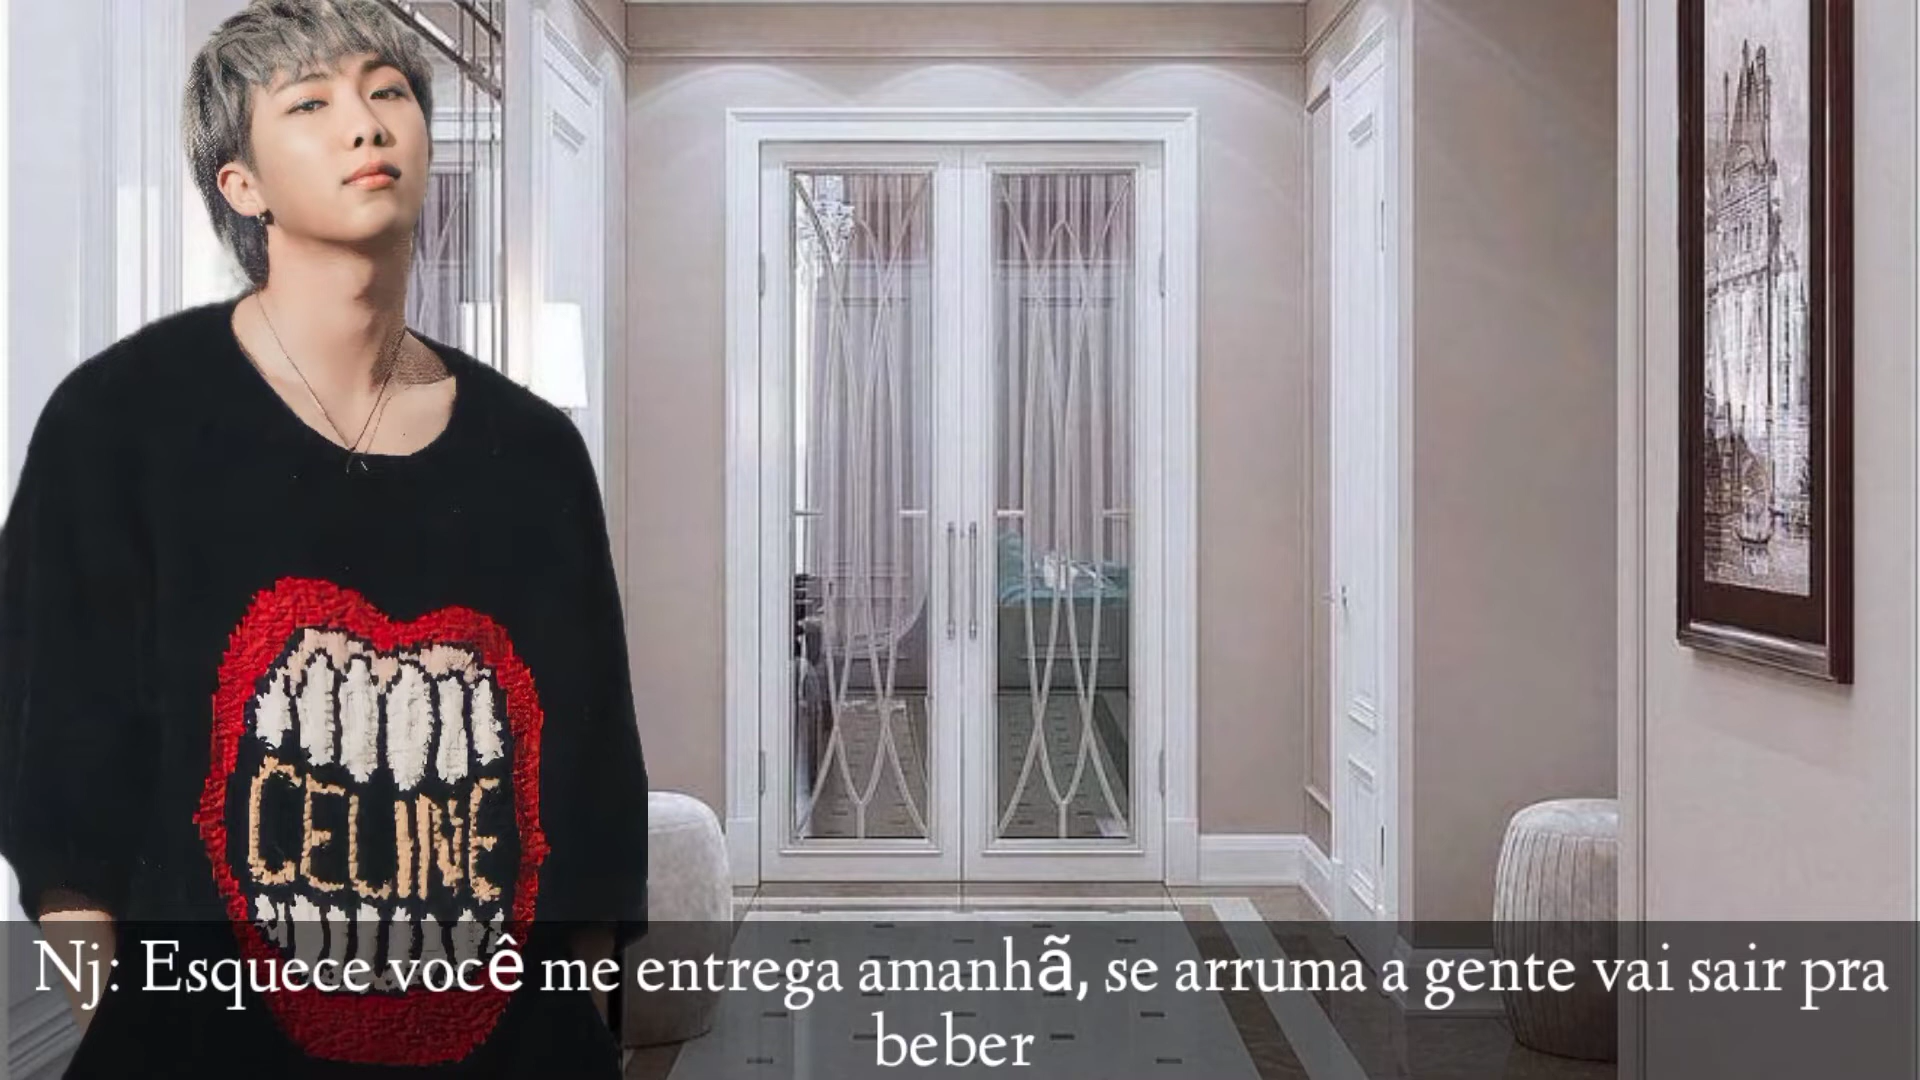 CELINE
Nj: Esquece você me entrega amanhã, se arruma a gente vai sair pra
beber